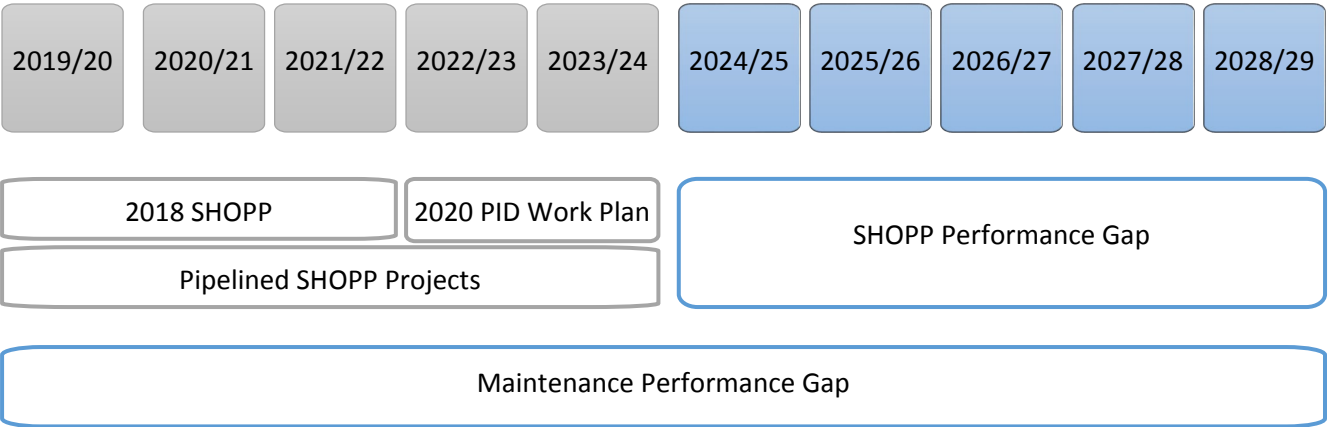 2019/20 2020/21 2021/22 2022/23 2023/24 2024/25 2025/26 2026/27 2027/28 2028/29
2018 SHOPP 2020 PID Work Plan
SHOPP Performance Gap
Pipelined SHOPP Projects
Maintenance Performance Gap